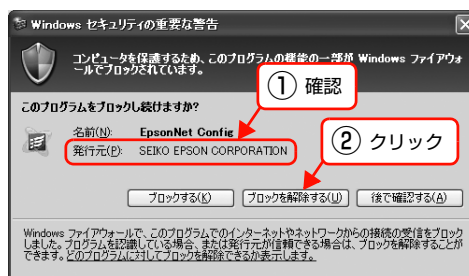 Windows セキュリティの重要な警告
コンピュータを保護するため、このプログラムの機能の一部が Windows ファイアウォ
ールでブロックされています。
① 確認
このプログラムをブロックし続けますか?
名前(N): EpsonNet Config
発行元(P): SEIKO EPSON CORPORATION
② クリック
ブロックする(K) ブロックを解除する(U) 後で確認する(A)
Windows ファイアウォールで、このプログラムでのインターネットやネットワークからの接続の受信をブロック
しました。プログラムを認識している場合、または発行元が信頼できる場合は、ブロックを解除することが
できます。どのプログラムに対してブロックを解除できるか表示します。